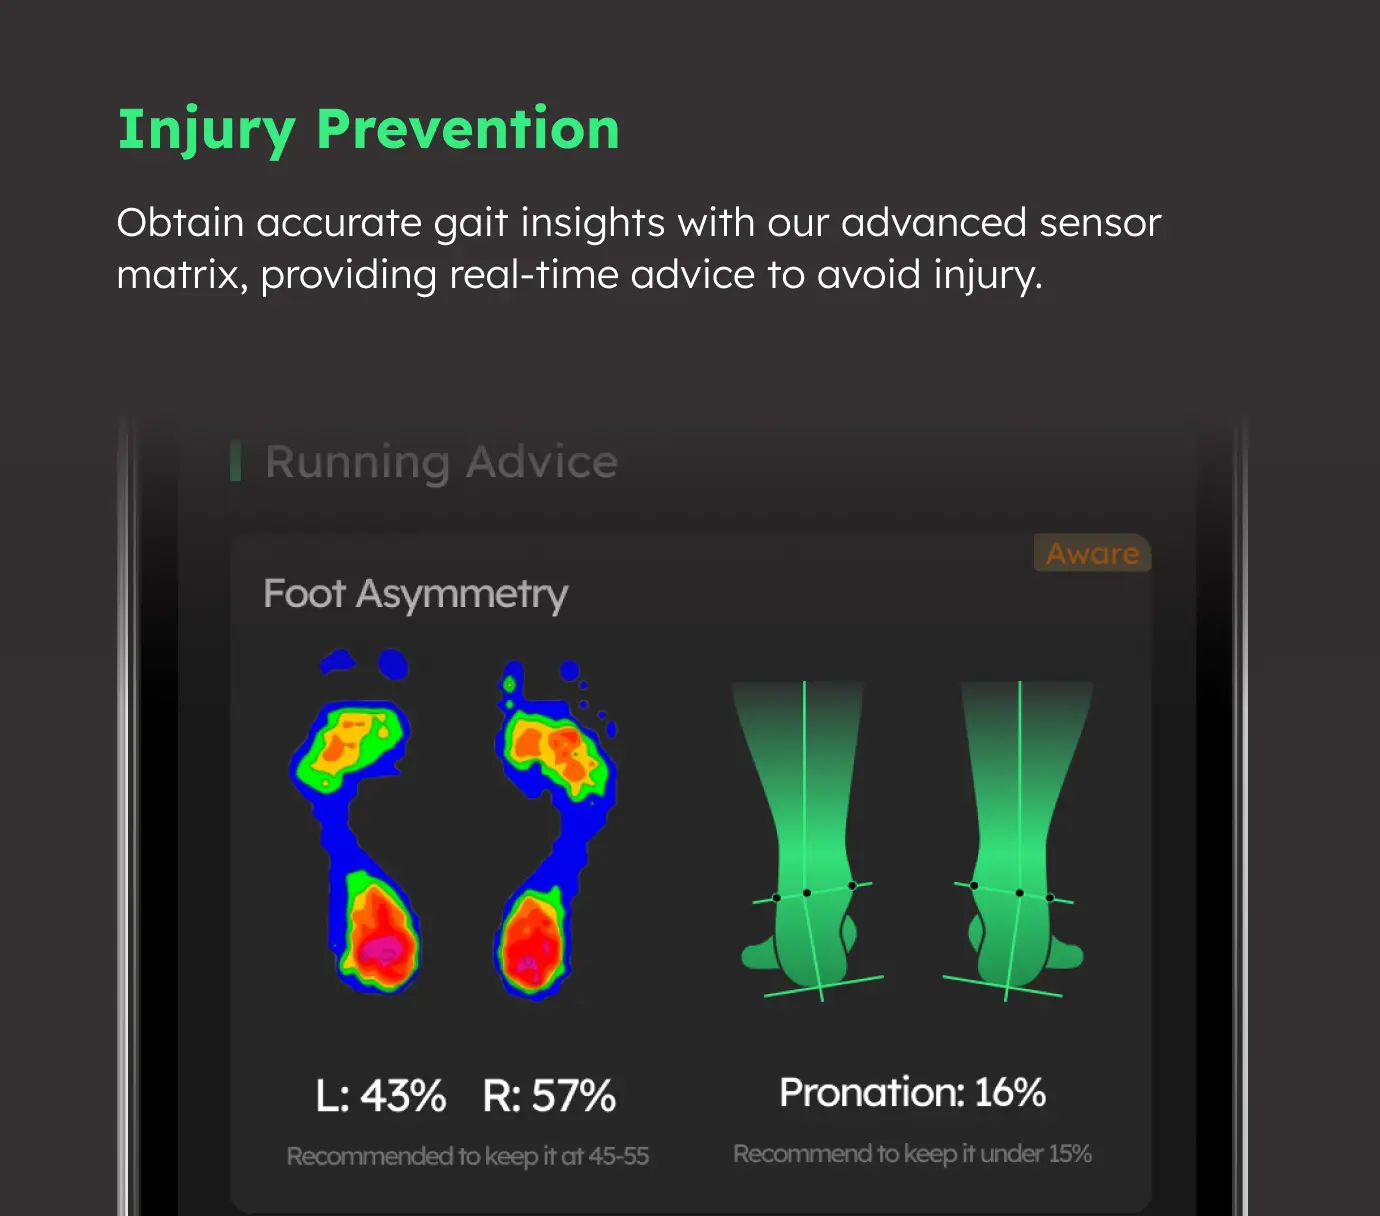 Injury Prevention
Obtain accurate gait insights with our advanced sensor
matrix, providing real-time advice to avoid injury.
Running Advice
Aware
Foot Asymmetry
L: 43% R: 57%
Recommended to keep it at 45-55
Pronation: 16%
Recommend to keep it under 15%